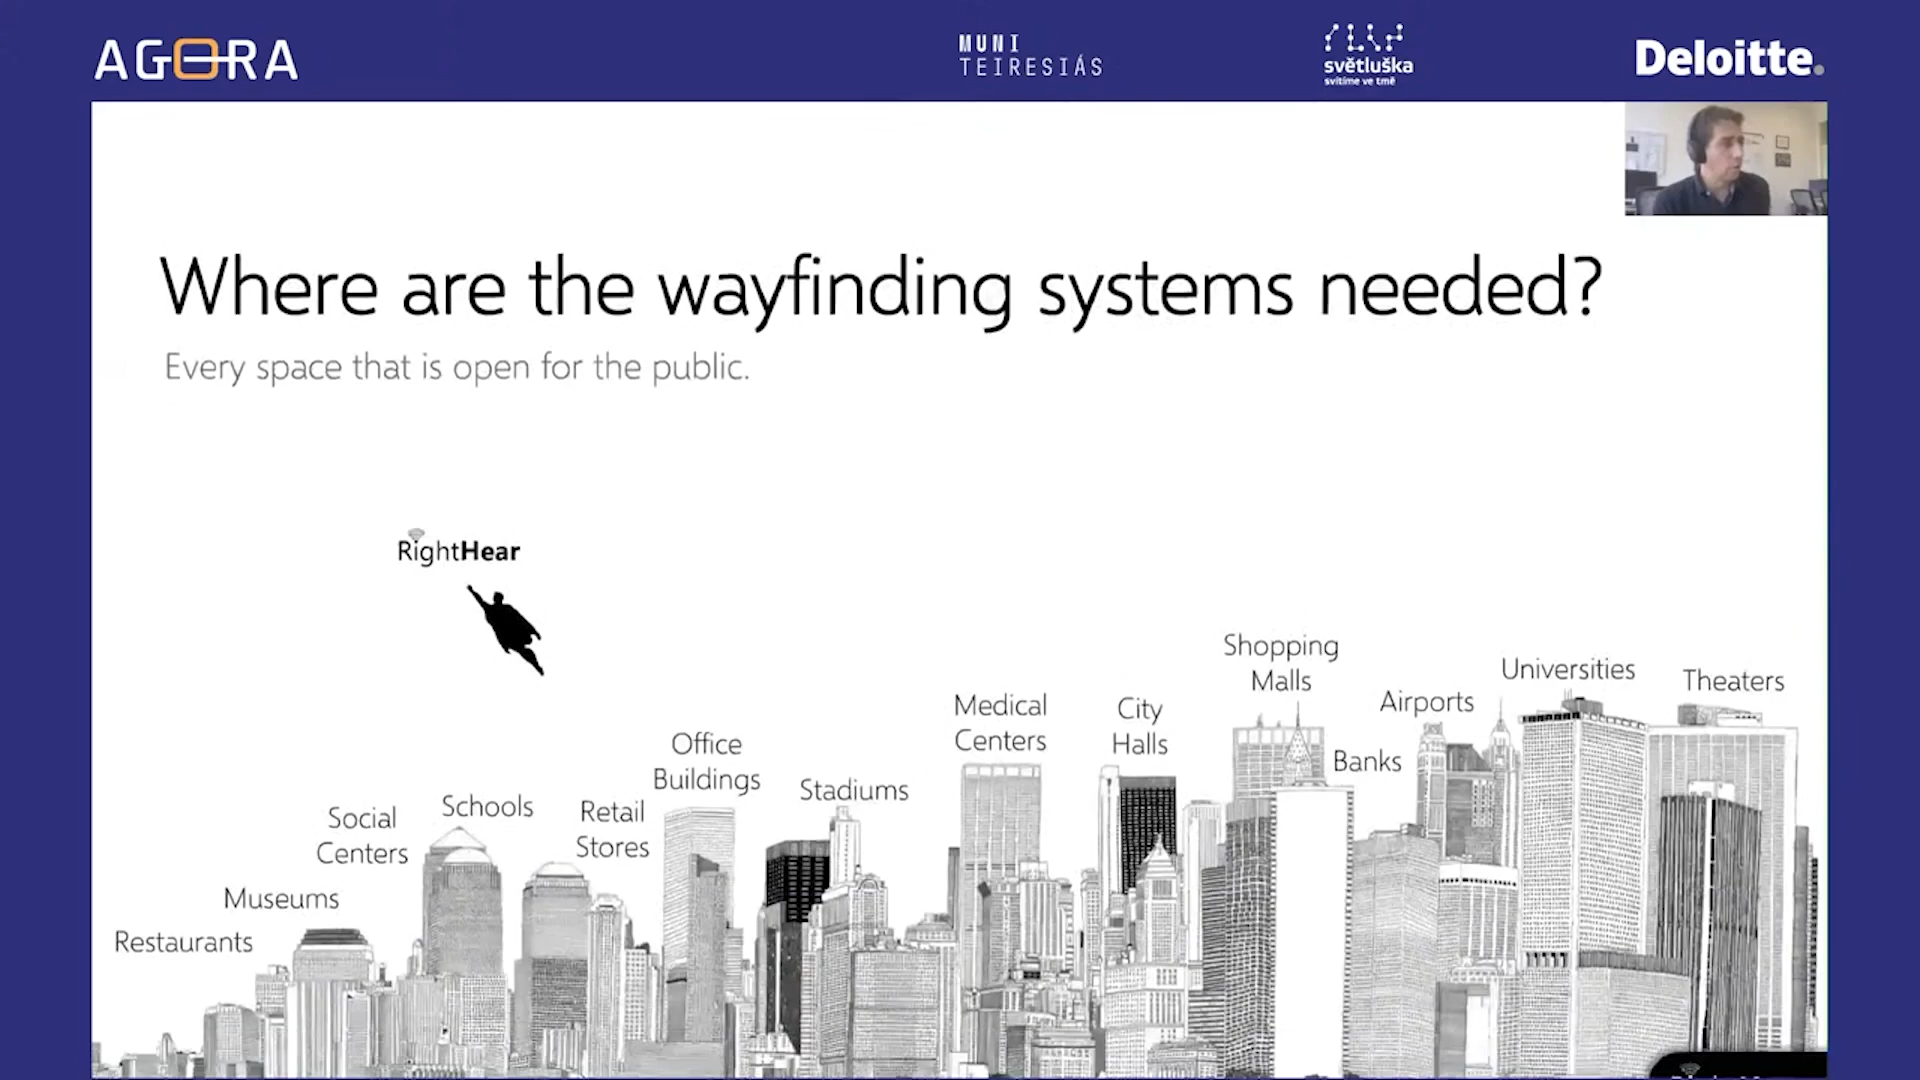 AGORA
MUNI
TEIRESIÁS
světluška
svítíme ve tmě
Deloitte.
Where are the wayfinding systems needed?
Every space that is open for the public.
RightHear
Shopping
Malls
Universities
Theaters
Airports
Medical
Centers
City
Halls
Banks
Office
Buildings
Stadiums
Schools
Retail
Stores
Social
Centers
Museums
Restaurants